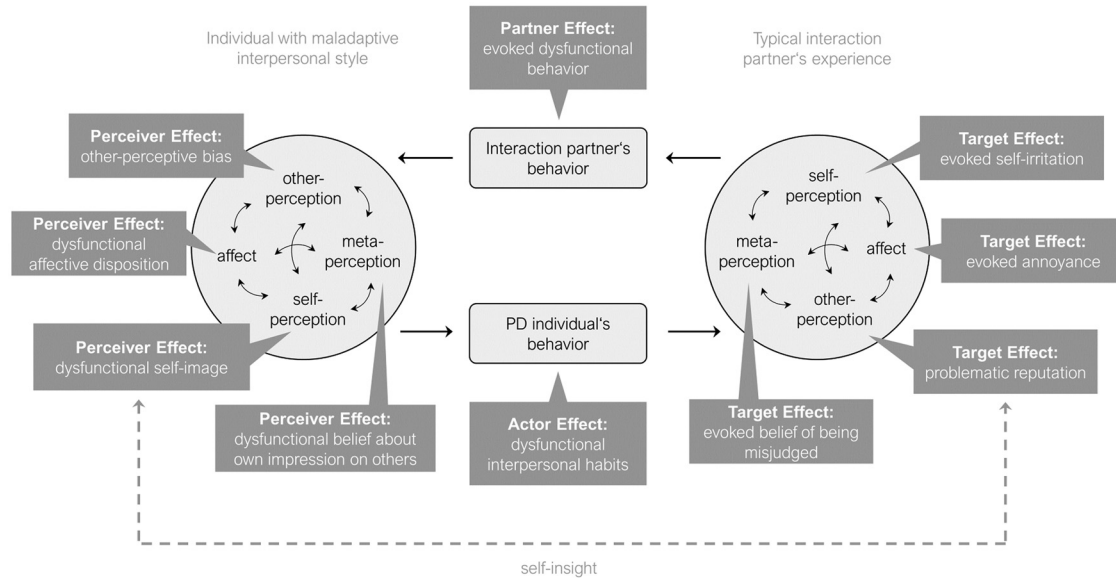 Individual with maladaptive
interpersonal style
Partner Effect:
evoked dysfunctional
behavior
Typical interaction
partner's experience
Perceiver Effect:
other-perceptive bias
Interaction partner's
behavior
Target Effect:
evoked self-irritation
other-
perception
self-
perception
Perceiver Effect:
dysfunctional
affective disposition
affect
meta-
perception
meta-
perception
affect
Target Effect:
evoked annoyance
self-
perception
other-
perception
Perceiver Effect:
dysfunctional self-image
PD individual's
behavior
Target Effect:
problematic reputation
Perceiver Effect:
dysfunctional belief about
own impression on others
Actor Effect:
dysfunctional
interpersonal habits
Target Effect:
evoked belief of being
misjudged
self-insight